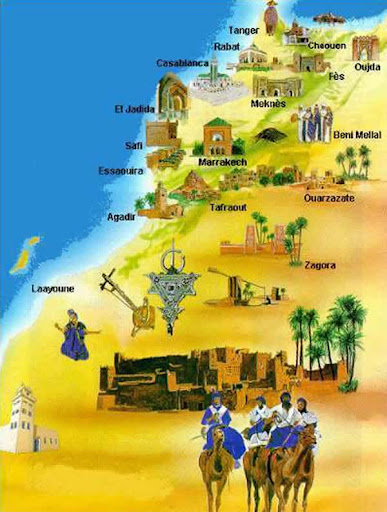 Tanger
Rabat
Chaouen
Casablanca
Oujda
Fès
Meknès
El Jadida
Beni Mellal
Safi
Marrakech
Essaouira
Ouarzazate
Tafraout
Agadir
Zagora
Laayoune